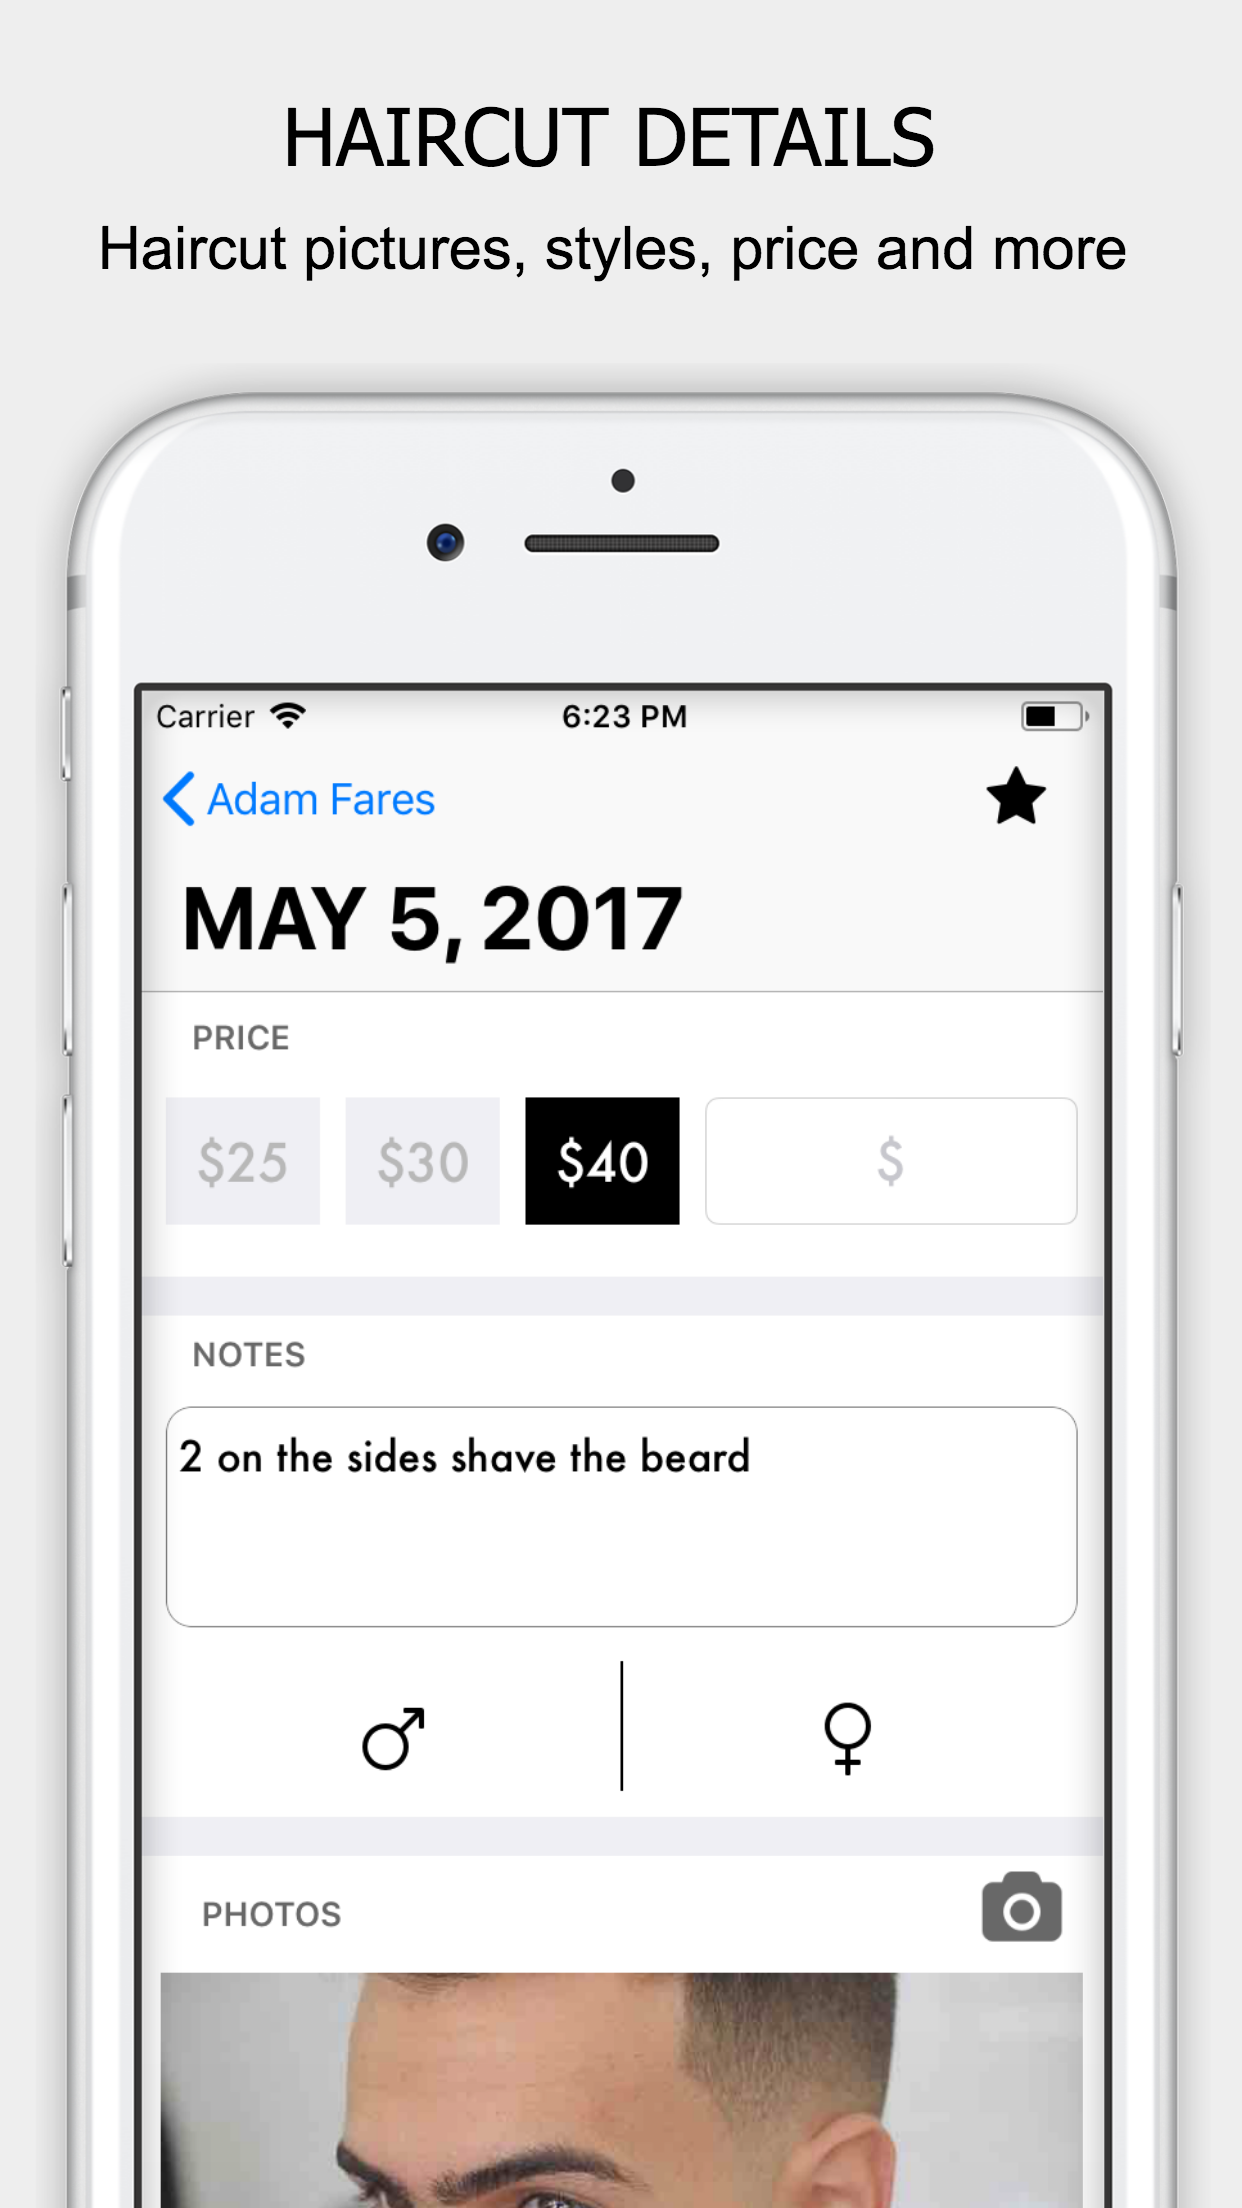 HAIRCUT DETAILS
Haircut pictures, styles, price and more
Carrier 6:23 PM
Adam Fares
MAY 5, 2017
PRICE
$25 $30 $40 $
NOTES
2 on the sides shave the beard
PHOTOS